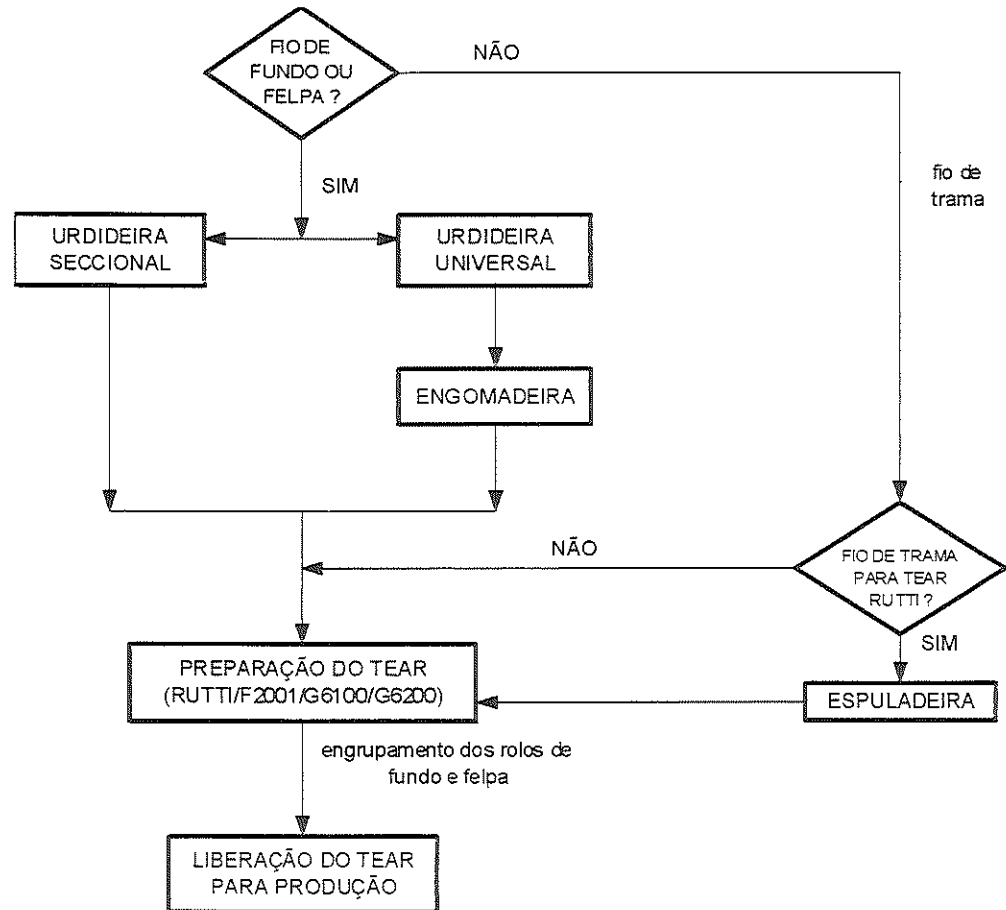 FIO DE
FUNDO OU
FELPA ?
NÃO
SIM
fio de
trama
URDIDEIRA
SECCIONAL
URDIDEIRA
UNIVERSAL
ENGOMADEIRA
NÃO
FIO DE TRAMA
PARA TEAR
RUTTI ?
SIM
PREPARAÇÃO DO TEAR
(RUTTI/F2001/G6100/G6200)
ESPULADEIRA
engrupamento dos rolos de
fundo e felpa
LIBERAÇÃO DO TEAR
PARA PRODUÇÃO